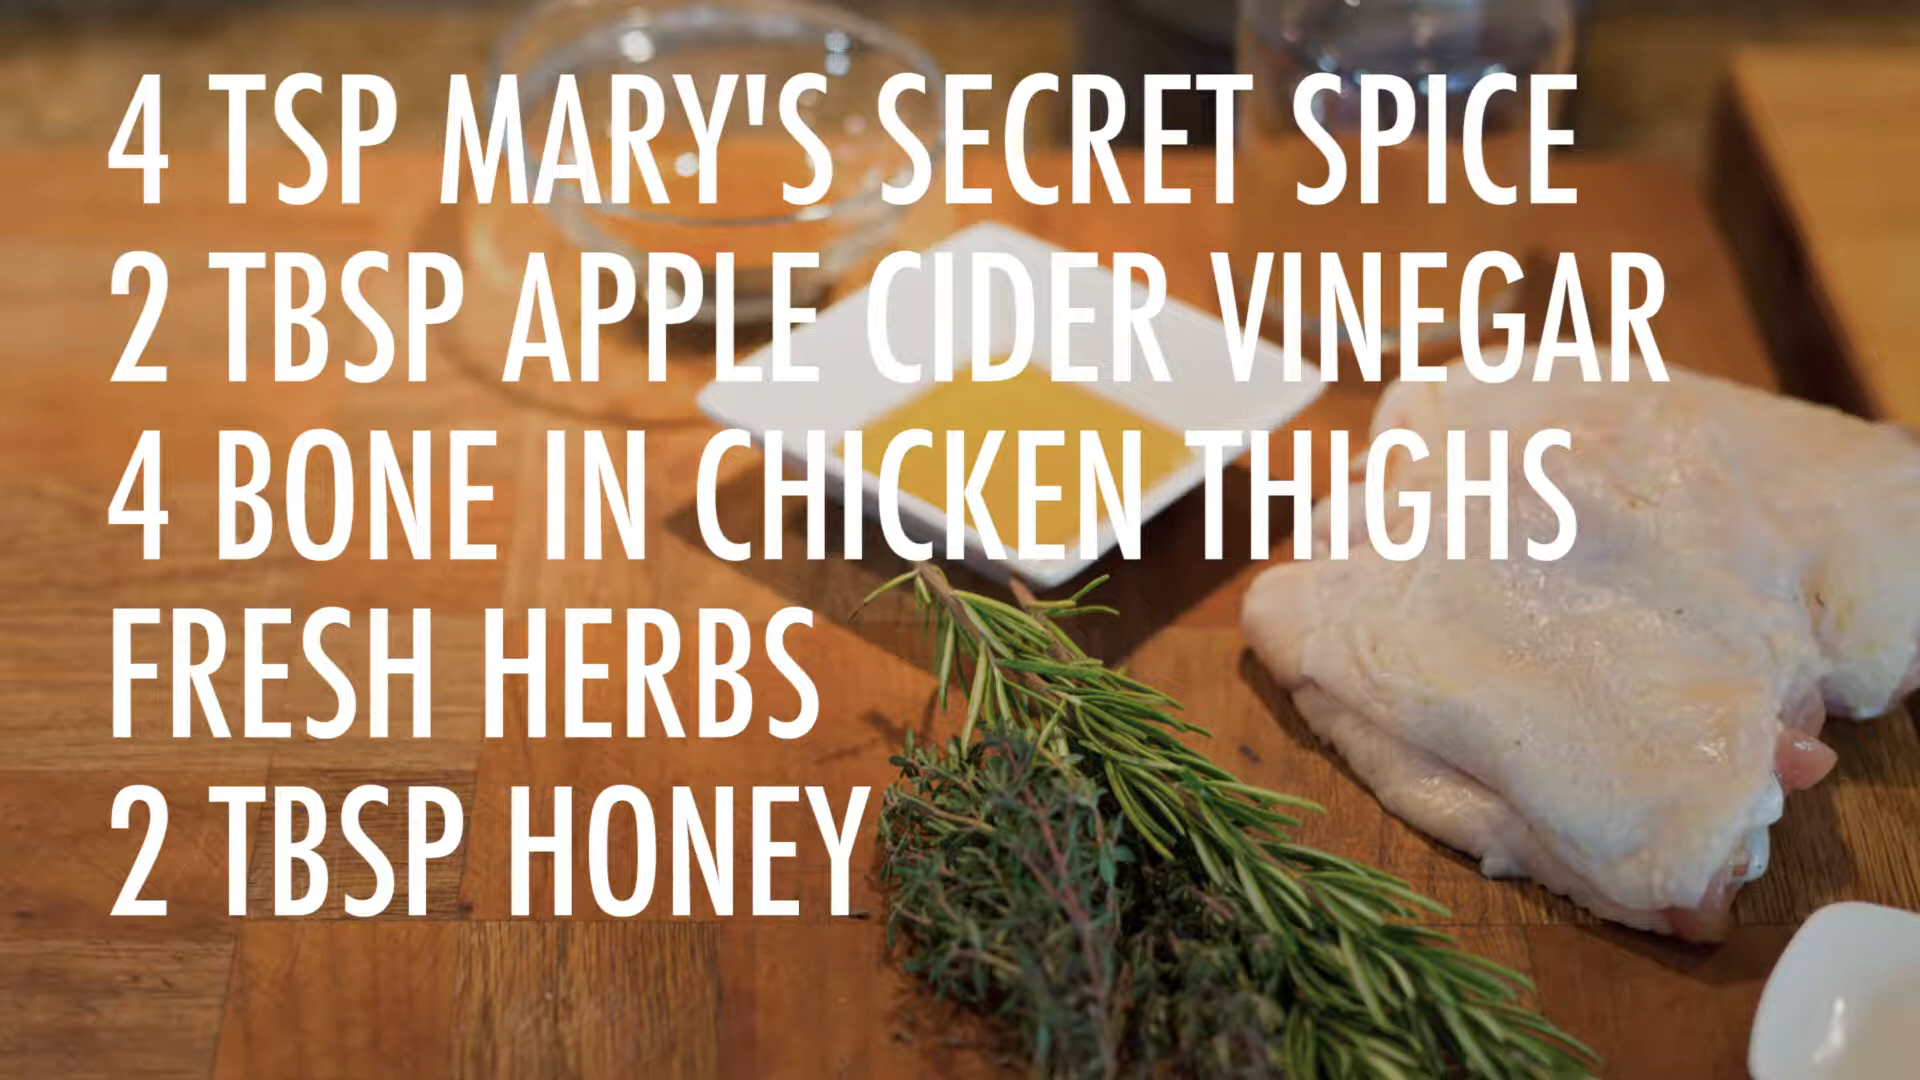 4 TSP MARY'S SECRET SPICE
2 TBSP APPLE CIDER VINEGAR
4 BONE IN CHICKEN THIGHS
FRESH HERBS
2 TBSP HONEY